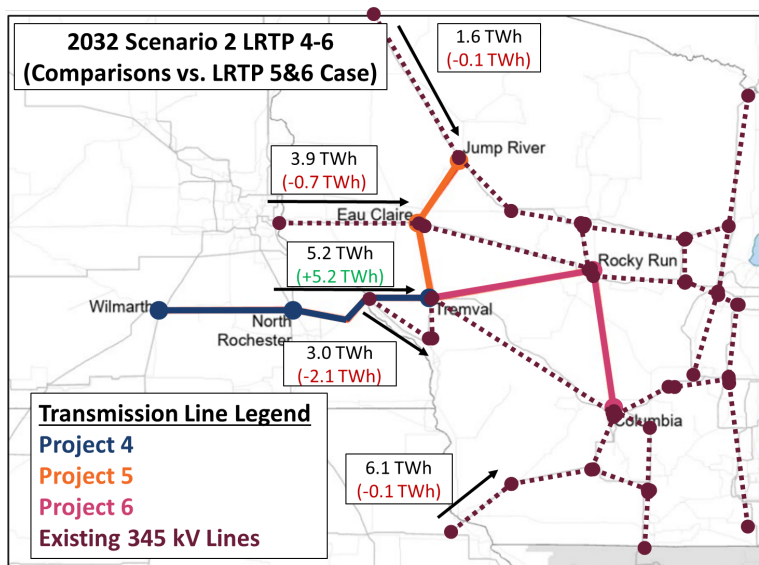 2032 Scenario 2 LRTP 4-6
(Comparisons vs. LRTP 5&6 Case)
1.6 TWh
(-0.1 TWh)
Jump River
3.9 TWh
(-0.7 TWh)
Eau Claire
5.2 TWh
(+5.2 TWh)
Rocky Run
Wilmarth
North
Rochester
Tremval
3.0 TWh
(-2.1 TWh)
Columbia
6.1 TWh
(-0.1 TWh)
Transmission Line Legend
Project 4
Project 5
Project 6
Existing 345 kV Lines